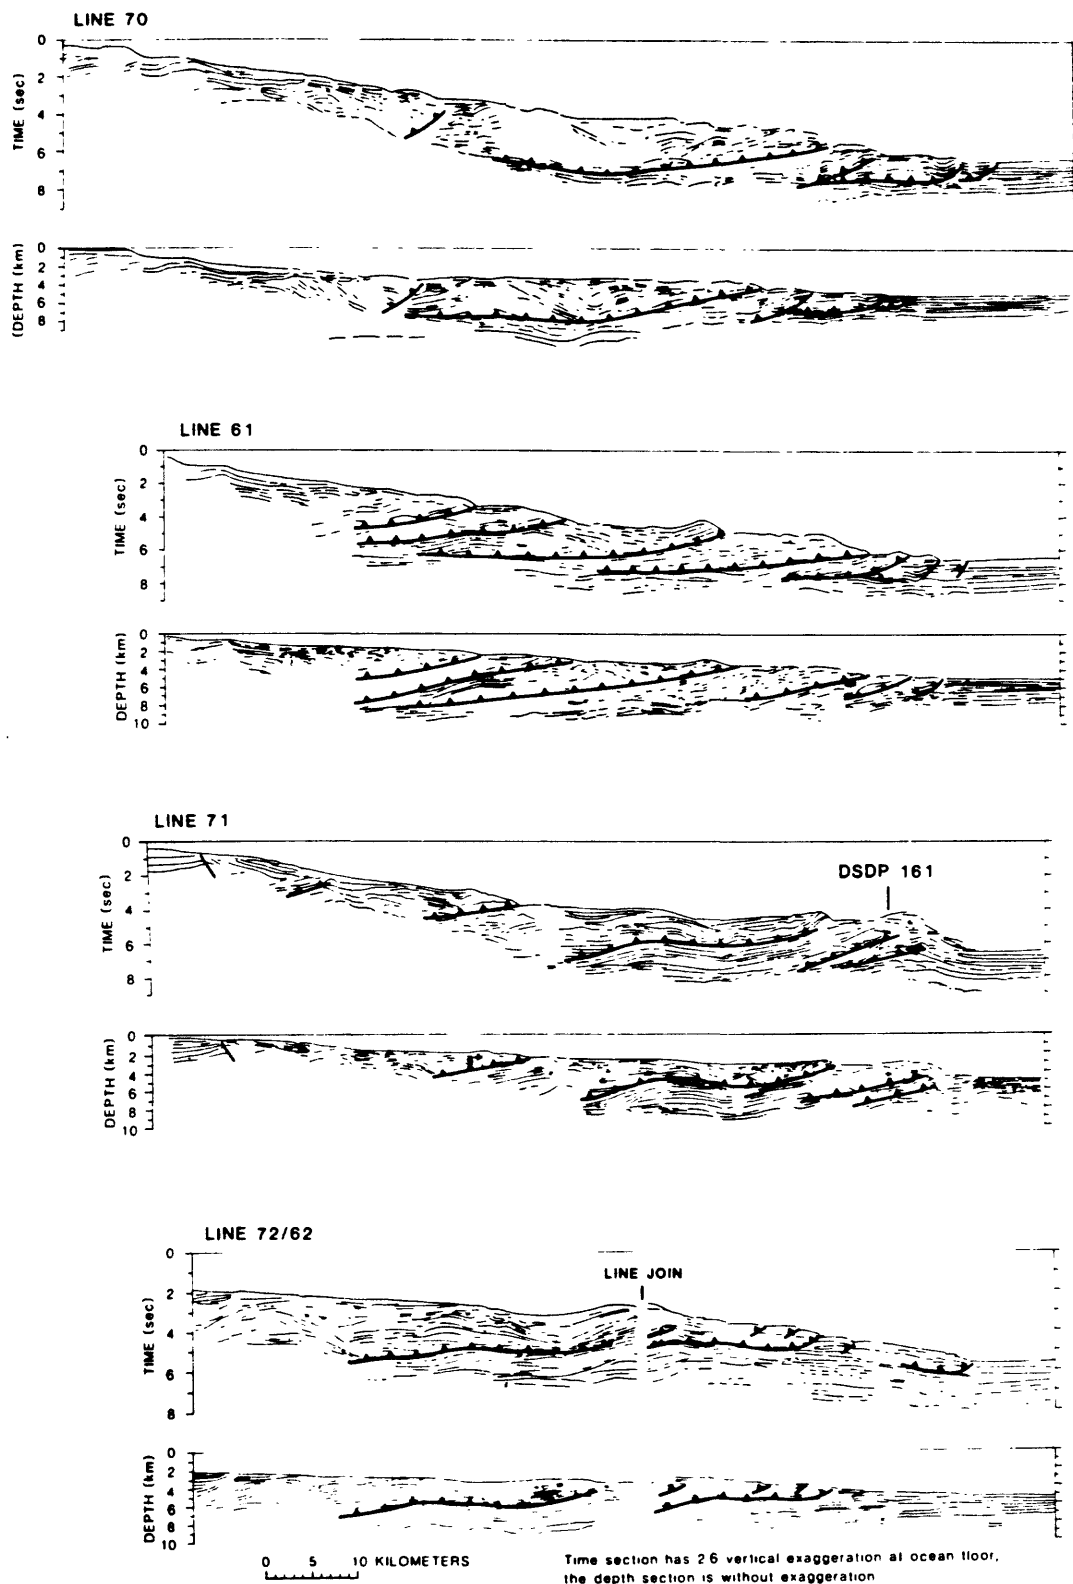 LINE 70
0
2
4
6
8
TIME (sec)
0
2
4
6
8
(DEPTH (km)
LINE 61
0
2
4
6
8
TIME (sec)
0
2
4
6
8
10
DEPTH (km)
LINE 71
0
2
4
6
8
TIME (sec)
DSDP 161
0
2
4
6
8
10
DEPTH (km)
LINE 72/62
0
2
4
6
8
TIME (sec)
LINE JOIN
0
2
4
6
8
10
DEPTH (km)
0 5 10 KILOMETERS
Time section has 2.6 vertical exaggeration at ocean floor,
the depth section is without exaggeration